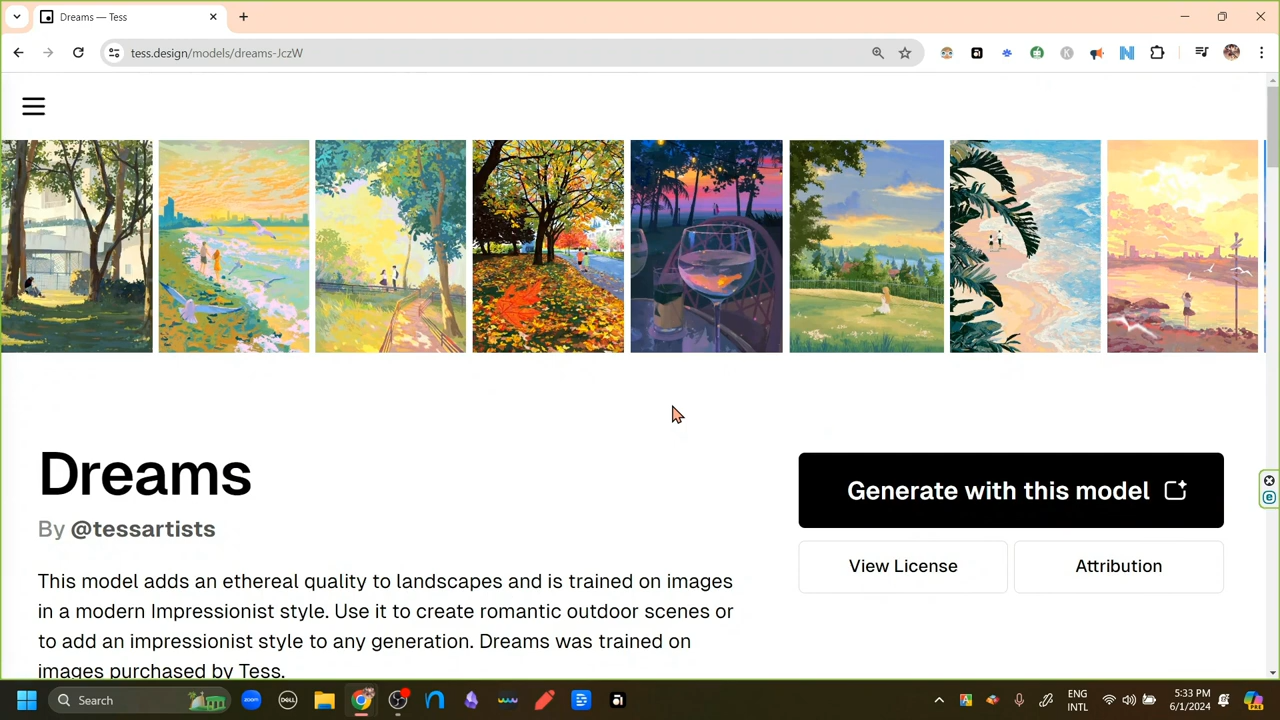 Dreams — Tess
tess.design/models/dreams-JczW
Dreams
By @tessartists
This model adds an ethereal quality to landscapes and is trained on images
in a modern Impressionist style. Use it to create romantic outdoor scenes or
to add an impressionist style to any generation. Dreams was trained on
images purchased by Tess.
Generate with this model
View License
Attribution
Search
zoom
DELL
ENG
INTL
5:33 PM
6/1/2024